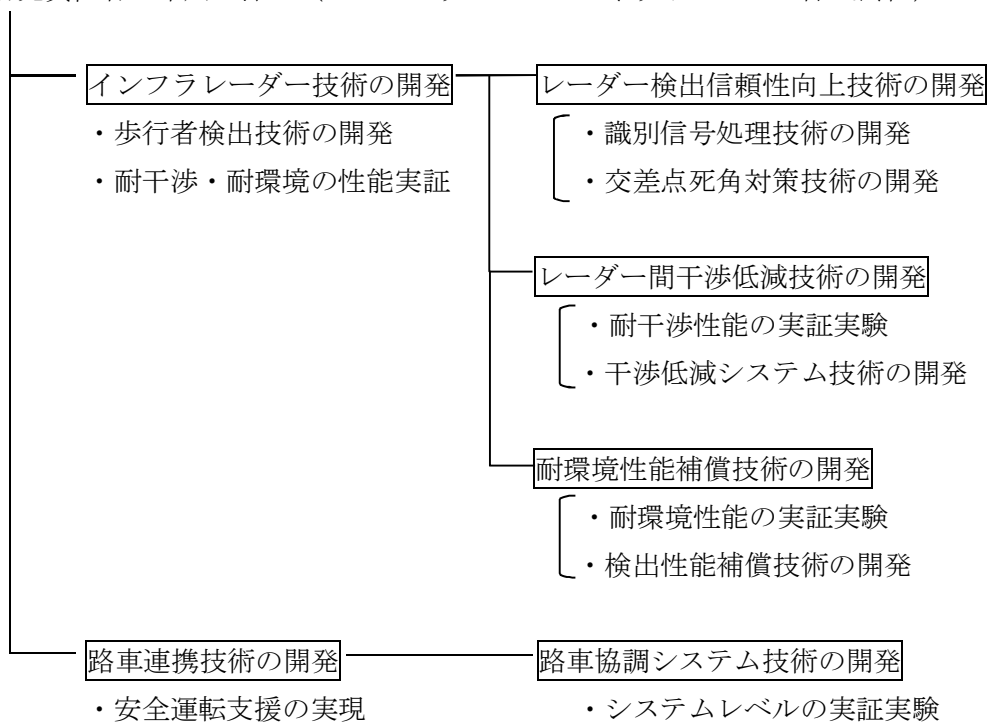 インフラレーダー技術の開発
・歩行者検出技術の開発
・耐干渉・耐環境の性能実証
レーダー検出信頼性向上技術の開発
・識別信号処理技術の開発
・交差点死角対策技術の開発
レーダー間干渉低減技術の開発
・耐干渉性能の実証実験
・干渉低減システム技術の開発
耐環境性能補償技術の開発
・耐環境性能の実証実験
・検出性能補償技術の開発
路車連携技術の開発
・安全運転支援の実現
路車協調システム技術の開発
・システムレベルの実証実験